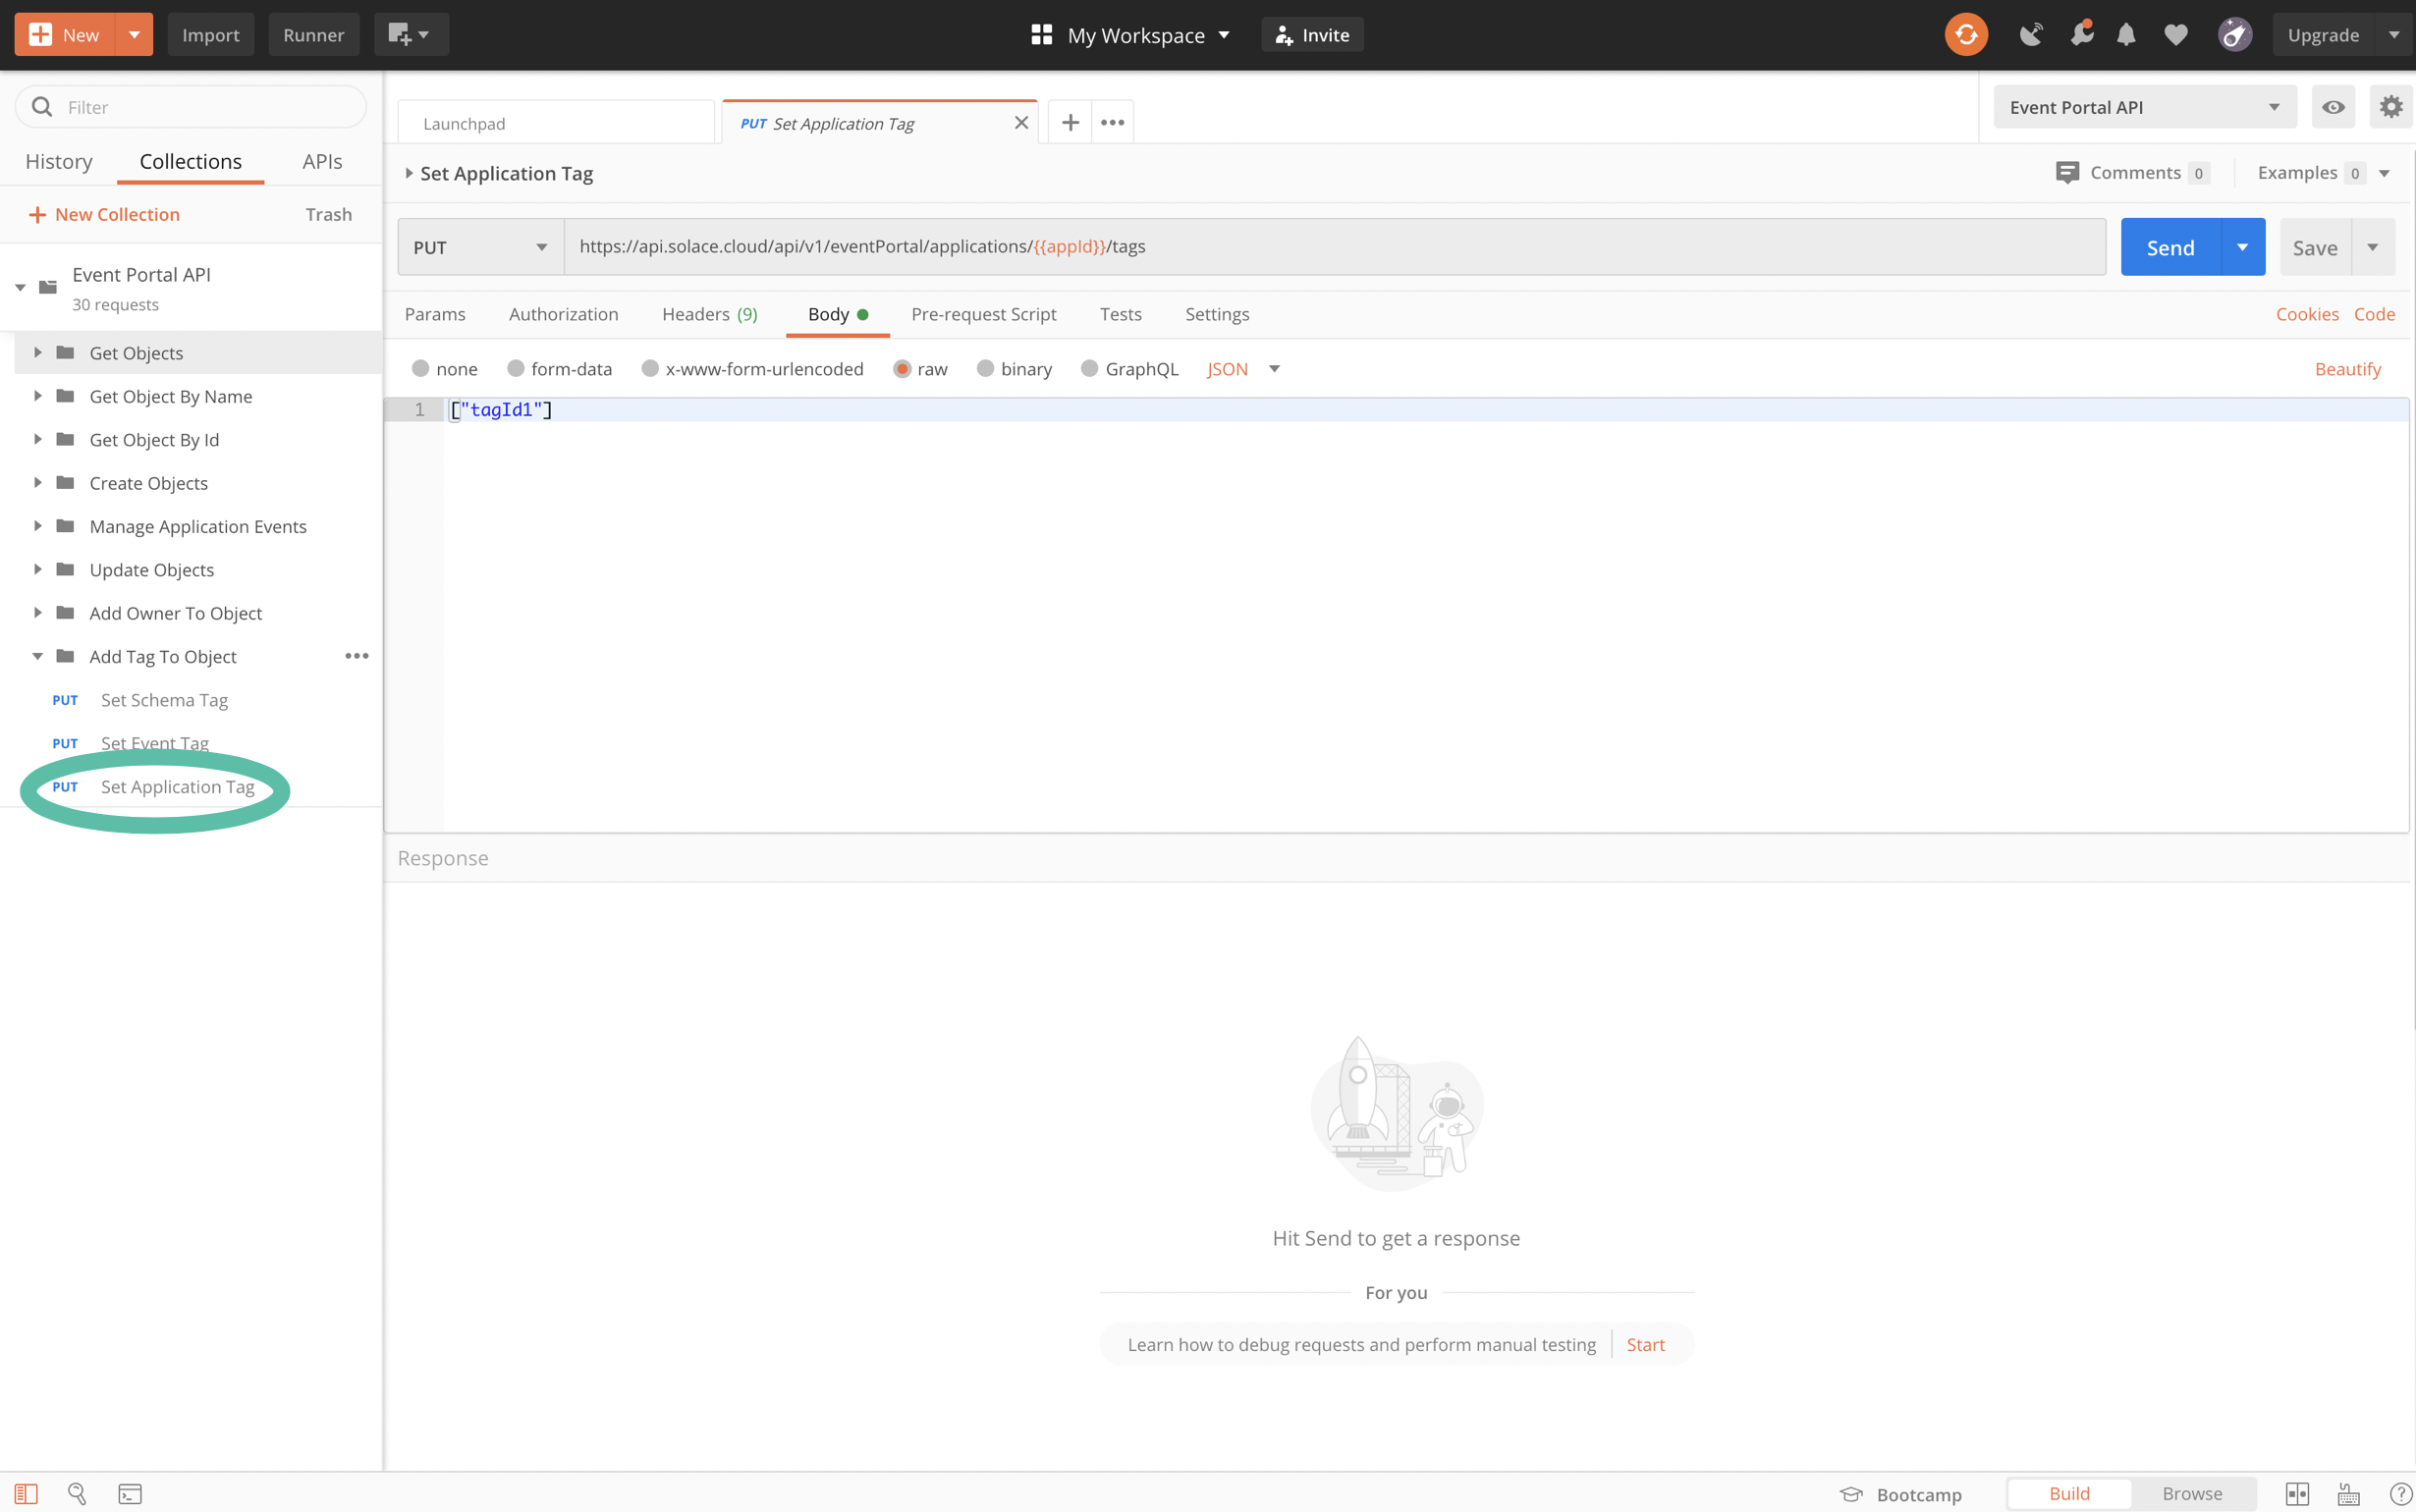 New Import Runner My Workspace Invite Upgrade
Filter
History Collections APIs
+ New Collection Trash
Event Portal API
30 requests
Get Objects
Get Object By Name
Get Object By Id
Create Objects
Manage Application Events
Update Objects
Add Owner To Object
Add Tag To Object
PUT Set Schema Tag
PUT Set Event Tag
PUT Set Application Tag
Launchpad
PUT Set Application Tag
Event Portal API
Set Application Tag
Comments 0 Examples 0
PUT https://api.solace.cloud/api/v1/eventPortal/applications/{{appId}}/tags Send Save
Params Authorization Headers (9) Body Pre-request Script Tests Settings Cookies Code
none form-data x-www-form-urlencoded raw binary GraphQL JSON Beautify
1 ["tagId1"]
Response
Hit Send to get a response
For you
Learn how to debug requests and perform manual testing Start
Bootcamp Build Browse